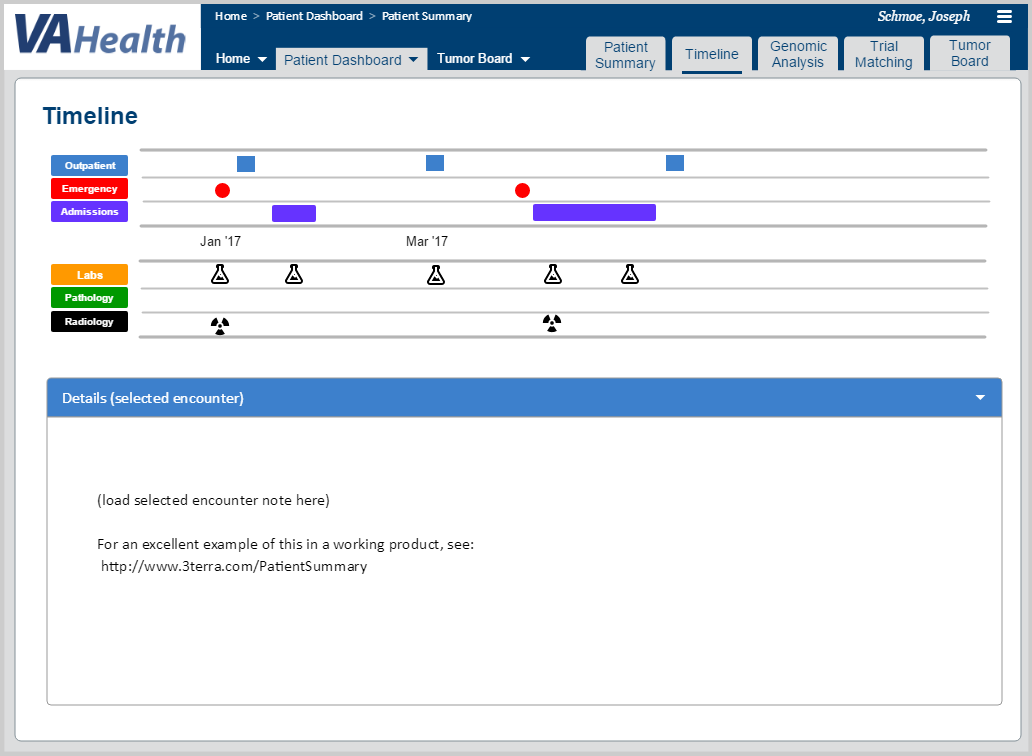 VAHealth
Home > Patient Dashboard > Patient Summary
Schmoe, Joseph
Home
Patient Dashboard
Tumor Board
Patient
Summary
Timeline
Genomic
Analysis
Trial
Matching
Tumor
Board
Timeline
Outpatient
Emergency
Admissions
Jan '17
Mar '17
Labs
Pathology
Radiology
Details (selected encounter)
(load selected encounter note here)
For an excellent example of this in a working product, see:
http://www.3terra.com/PatientSummary